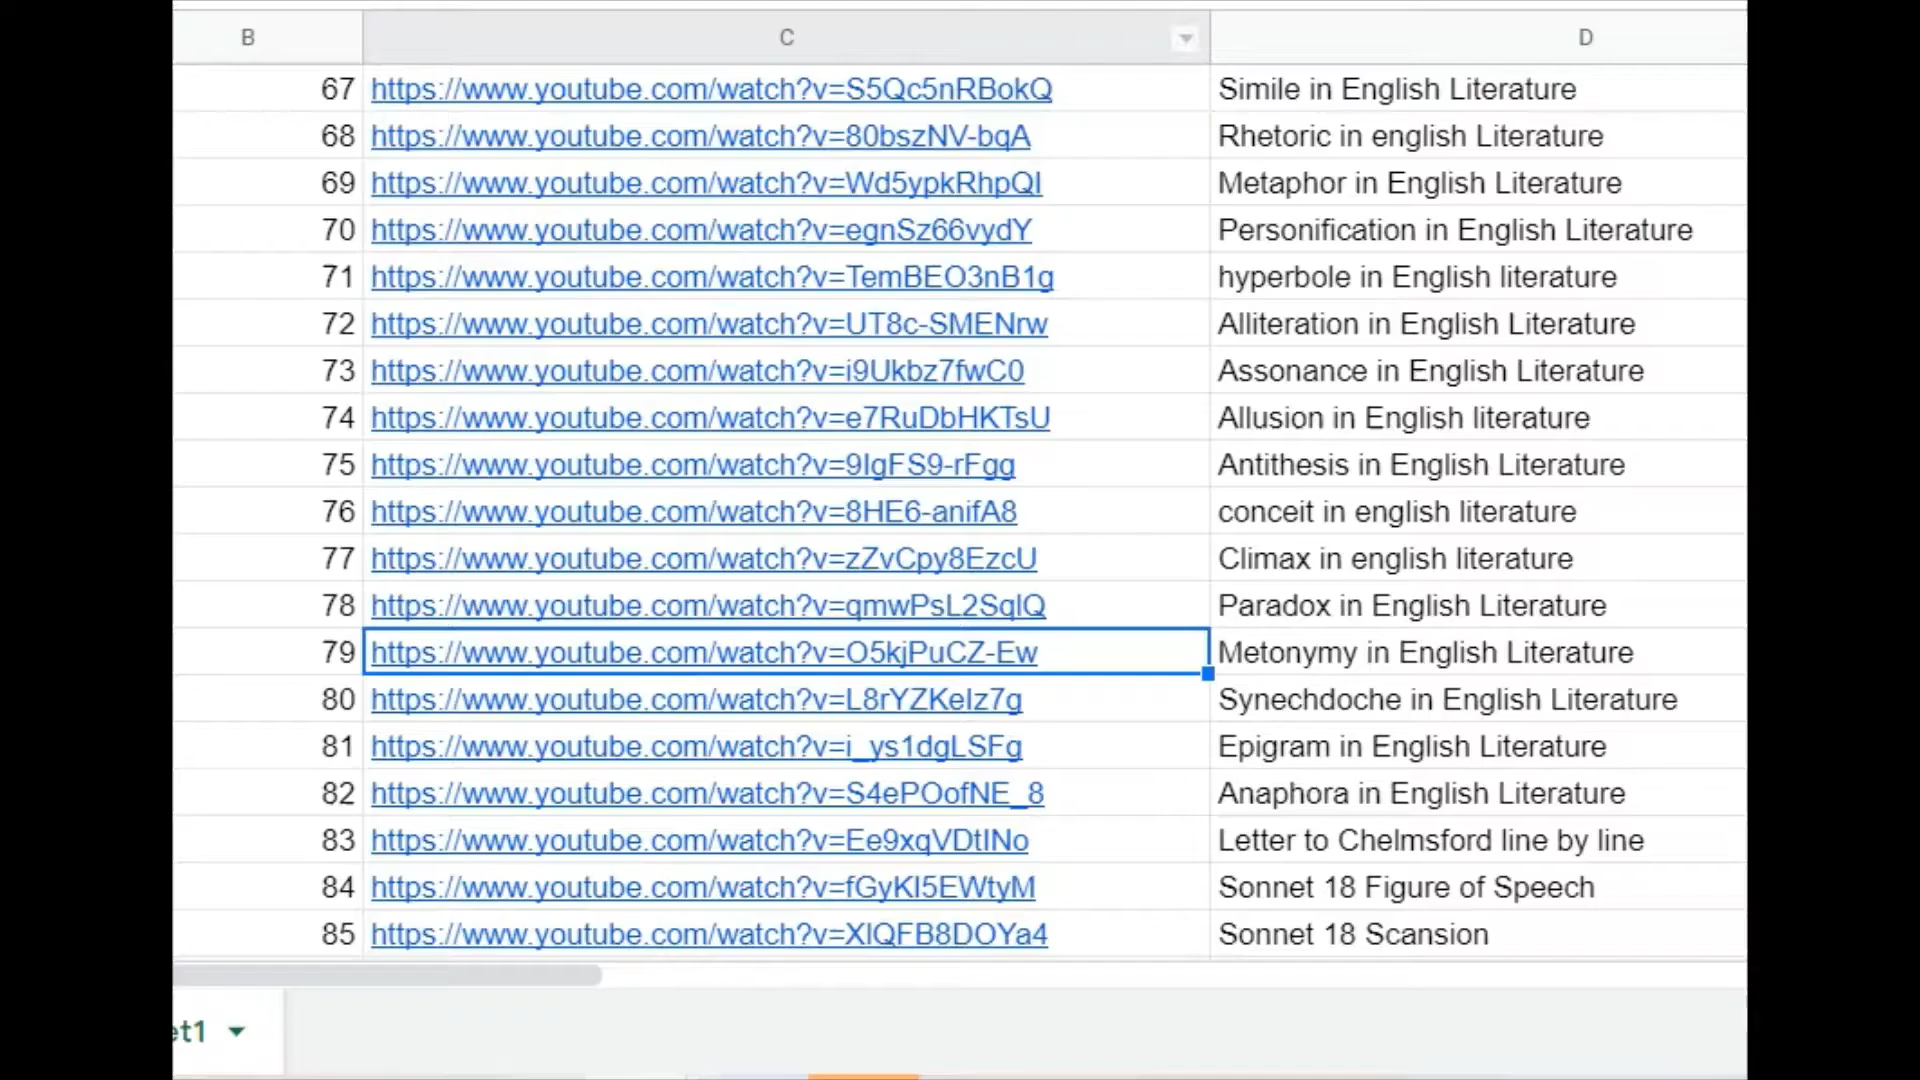 B C D
67 https://www.youtube.com/watch?v=S5Qc5nRBokQ Simile in English Literature
68 https://www.youtube.com/watch?v=80bszNV-bqA Rhetoric in english Literature
69 https://www.youtube.com/watch?v=Wd5ypkRhpQI Metaphor in English Literature
70 https://www.youtube.com/watch?v=egnSz66vydY Personification in English Literature
71 https://www.youtube.com/watch?v=TemBEO3nB1g hyperbole in English literature
72 https://www.youtube.com/watch?v=UT8c-SMENrw Alliteration in English Literature
73 https://www.youtube.com/watch?v=i9Ukbz7fwC0 Assonance in English Literature
74 https://www.youtube.com/watch?v=e7RuDbHKTsU Allusion in English literature
75 https://www.youtube.com/watch?v=9IgFS9-rFgg Antithesis in English Literature
76 https://www.youtube.com/watch?v=8HE6-anifA8 conceit in english literature
77 https://www.youtube.com/watch?v=zZvCpy8EzcU Climax in english literature
78 https://www.youtube.com/watch?v=qmwPsL2SqlQ Paradox in English Literature
79 https://www.youtube.com/watch?v=O5kjPuCZ-Ew Metonymy in English Literature
80 https://www.youtube.com/watch?v=L8rYZKeIz7g Synechdoche in English Literature
81 https://www.youtube.com/watch?v=i_ys1dgLSFg Epigram in English Literature
82 https://www.youtube.com/watch?v=S4ePOofNE_8 Anaphora in English Literature
83 https://www.youtube.com/watch?v=Ee9xqVDtINo Letter to Chelmsford line by line
84 https://www.youtube.com/watch?v=fGyKI5EWtyM Sonnet 18 Figure of Speech
85 https://www.youtube.com/watch?v=XlQFB8DOYa4 Sonnet 18 Scansion
et1